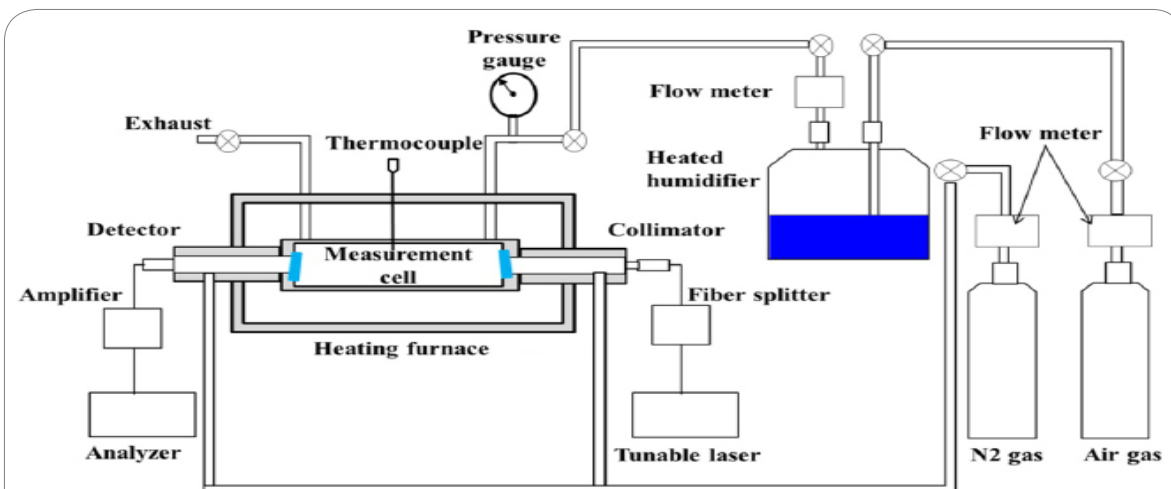 Pressure
gauge
Exhaust
Thermocouple
Flow meter
Flow meter
Heated
humidifier
Detector
Measurement
cell
Collimator
Amplifier
Fiber splitter
Heating furnace
Analyzer
Tunable laser
N2 gas
Air gas